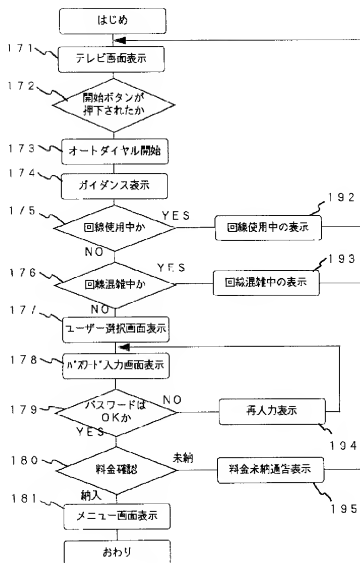 はじめ
171
テレビ画面表示
172
開始ボタンが
押下されたか
173
オートダイヤル開始
174
ガイダンス表示
175
回線使用中か
YES
192
回線使用中の表示
NO
176
回線混雑中か
YES
193
回線混雑中の表示
NO
177
ユーザー選択画面表示
178
パスワード入力画面表示
179
パスワードは
OKか
NO
再入力表示
194
YES
180
料金確認
未納
料金未納通告表示
195
納入
181
メニュー画面表示
おわり